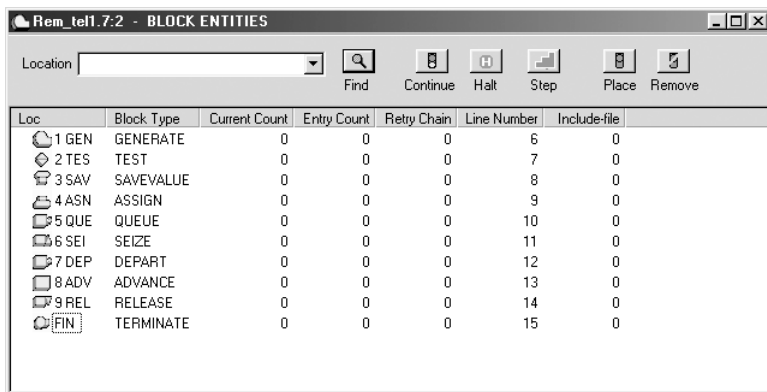 Rem_tel1.7:2 - BLOCK ENTITIES
Location
Find Continue Halt Step Place Remove
Loc Block Type Current Count Entry Count Retry Chain Line Number Include-file
1 GEN GENERATE 0 0 0 6 0
2 TES TEST 0 0 0 7 0
3 SAV SAVEVALUE 0 0 0 8 0
4 ASN ASSIGN 0 0 0 9 0
5 QUE QUEUE 0 0 0 10 0
6 SEI SEIZE 0 0 0 11 0
7 DEP DEPART 0 0 0 12 0
8 ADV ADVANCE 0 0 0 13 0
9 REL RELEASE 0 0 0 14 0
FIN TERMINATE 0 0 0 15 0